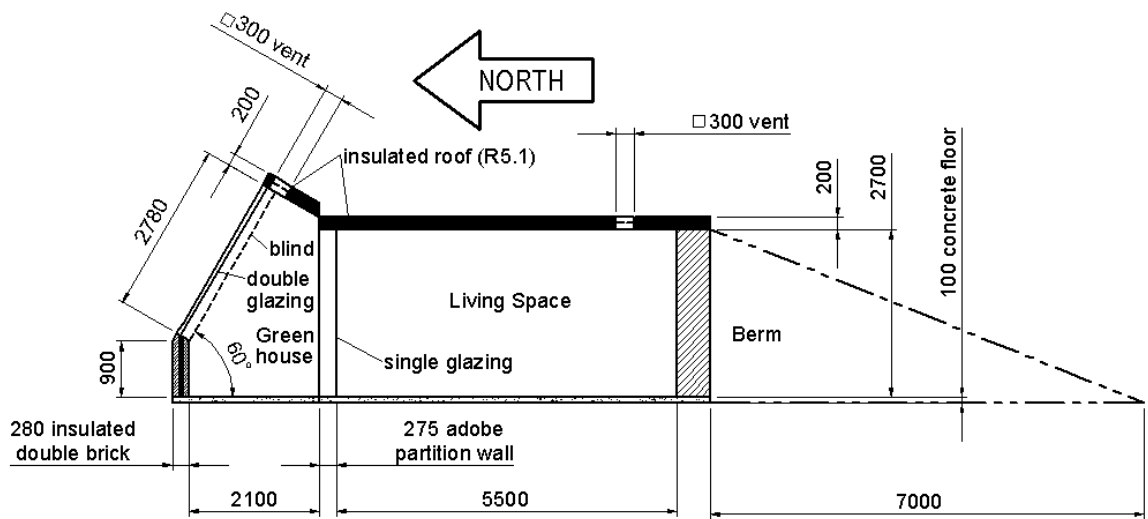 □300 vent
NORTH
200
□300 vent
insulated roof (R5.1)
2780
200
2700
100 concrete floor
blind
double
glazing
Living Space
Green
house
60°
single glazing
Berm
900
280 insulated
double brick
275 adobe
partition wall
2100
5500
7000